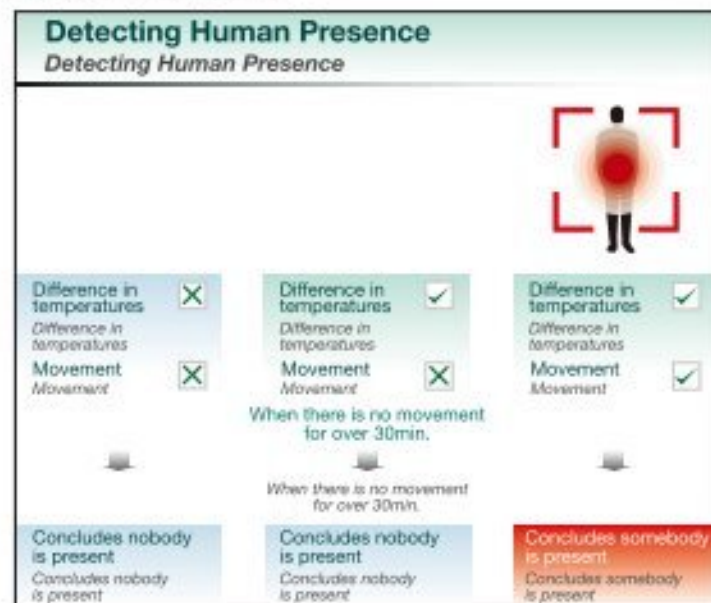 Detecting Human Presence
Detecting Human Presence
Difference in
temperatures
Difference in
temperatures
Movement
Movement
Difference in
temperatures
Difference in
temperatures
Movement
Movement
When there is no movement
for over 30min.
When there is no movement
for over 30min.
Difference in
temperatures
Difference in
temperatures
Movement
Movement
Concludes nobody
is present
Concludes nobody
is present
Concludes nobody
is present
Concludes nobody
is present
Concludes somebody
is present
Concludes somebody
is present